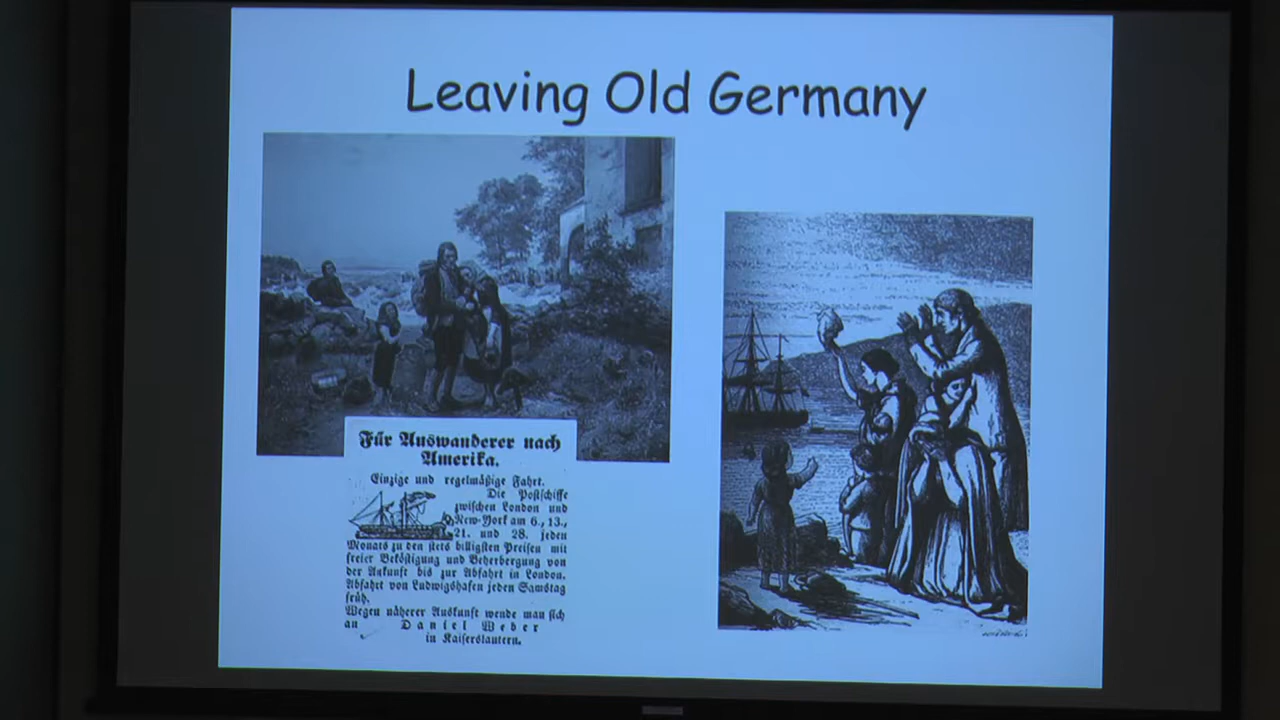 Leaving Old Germany
Für Auswanderer nach
Amerika.
Einzige und regelmäßige Fahrt.
Die Postschiffe
zwischen London und
New-York am 6., 13.,
21. und 28. jeden
Monats zu den stets billigsten Preisen mit
freier Beköstigung und Beherbergung von
der Ankunft bis zur Abfahrt in London.
Abfahrt von Ludwigshafen jeden Samstag
früh.
Wegen näherer Auskunft wende man sich
an Daniel Weber
in Kaiserslautern.